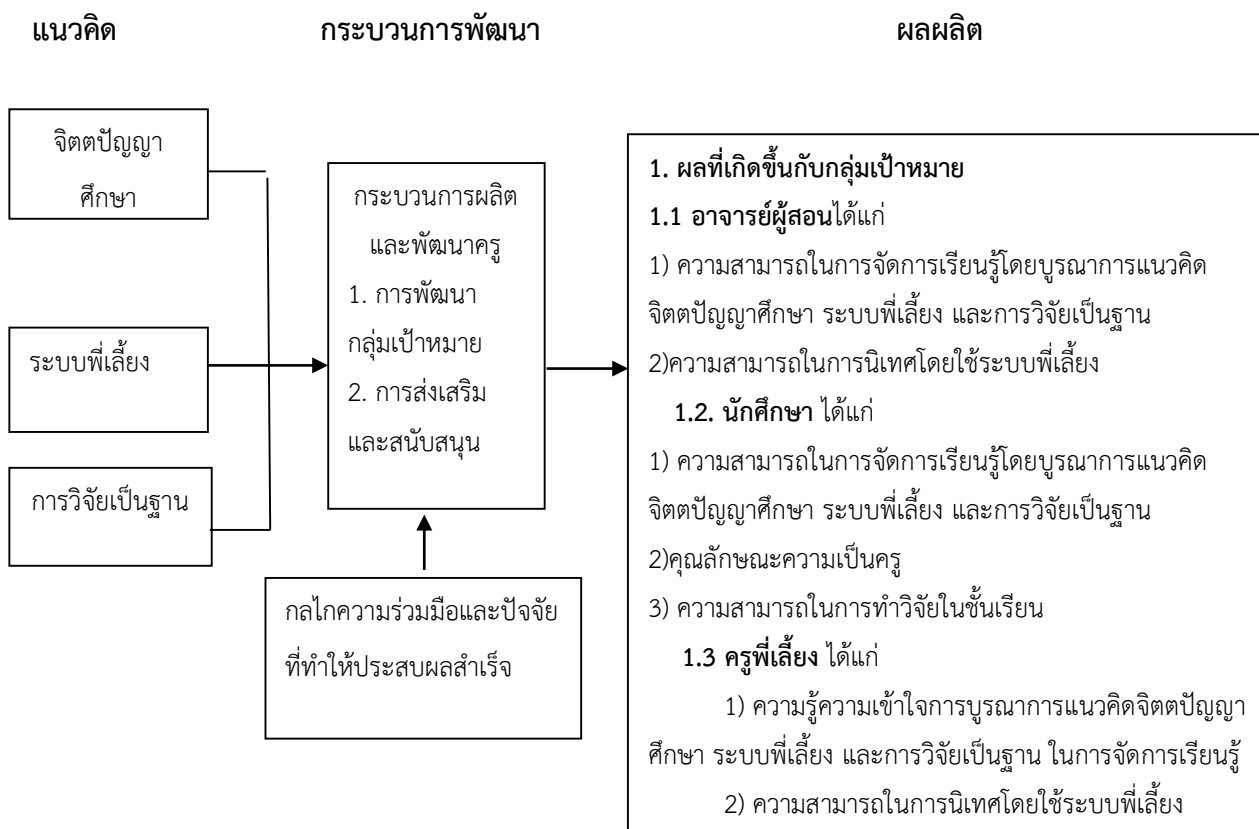 แนวคิด
กระบวนการพัฒนา
ผลผลิต
จิตตปัญญา
ศึกษา
ระบบพี่เลี้ยง
การวิจัยเป็นฐาน
กระบวนการผลิต
และพัฒนาครู
1. การพัฒนา
กลุ่มเป้าหมาย
2. การส่งเสริม
และสนับสนุน
กลไกความร่วมมือและปัจจัย
ที่ทำให้ประสบผลสำเร็จ
1. ผลที่เกิดขึ้นกับกลุ่มเป้าหมาย
1.1 อาจารย์ผู้สอนได้แก่
1) ความสามารถในการจัดการเรียนรู้โดยบูรณาการแนวคิด
จิตตปัญญาศึกษา ระบบพี่เลี้ยง และการวิจัยเป็นฐาน
2)ความสามารถในการนิเทศโดยใช้ระบบพี่เลี้ยง
1.2. นักศึกษา ได้แก่
1) ความสามารถในการจัดการเรียนรู้โดยบูรณาการแนวคิด
จิตตปัญญาศึกษา ระบบพี่เลี้ยง และการวิจัยเป็นฐาน
2)คุณลักษณะความเป็นครู
3) ความสามารถในการทำวิจัยในชั้นเรียน
1.3 ครูพี่เลี้ยง ได้แก่
1) ความรู้ความเข้าใจการบูรณาการแนวคิดจิตตปัญญา
ศึกษา ระบบพี่เลี้ยง และการวิจัยเป็นฐาน ในการจัดการเรียนรู้
2) ความสามารถในการนิเทศโดยใช้ระบบพี่เลี้ยง